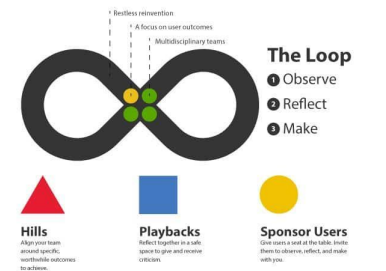 Restless reinvention
A focus on user outcomes
Multidisciplinary teams
The Loop
1 Observe
2 Reflect
3 Make
Hills
Align your team
around specific,
worthwhile outcomes
to achieve.
Playbacks
Reflect together in a safe
space to give and receive
criticism.
Sponsor Users
Give users a seat at the table. Invite
them to observe, reflect, and make
with you.